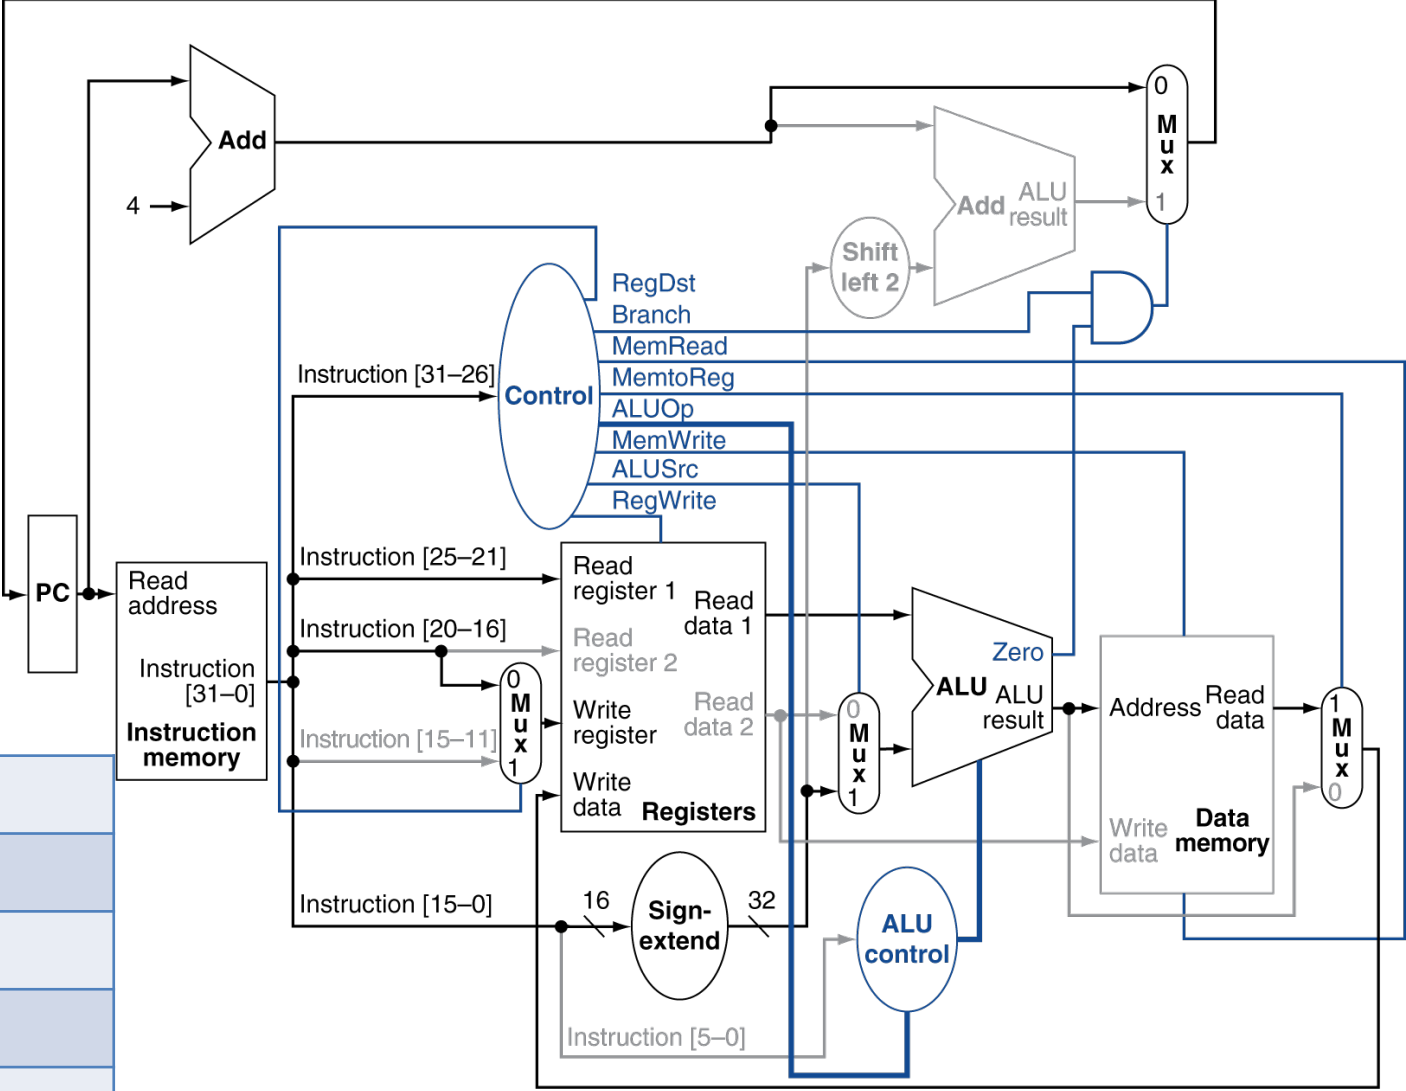 0
M
u
x
1
Add
4
Add
ALU
result
Shift
left 2
RegDst
Branch
MemRead
MemtoReg
ALUOp
MemWrite
ALUSrc
RegWrite
Instruction [31–26]
Control
Instruction [25–21]
Instruction [20–16]
Instruction [15–11]
Instruction [15–0]
Instruction [5–0]
PC
Read
address
Instruction
[31–0]
Instruction
memory
0
M
u
x
1
Read
register 1
Read
register 2
Write
register
Write
data
Read
data 1
Read
data 2
Registers
16
Sign-
extend
32
0
M
u
x
1
Zero
ALU
ALU
result
ALU
control
Address
Read
data
Write
data
Data
memory
1
M
u
x
0